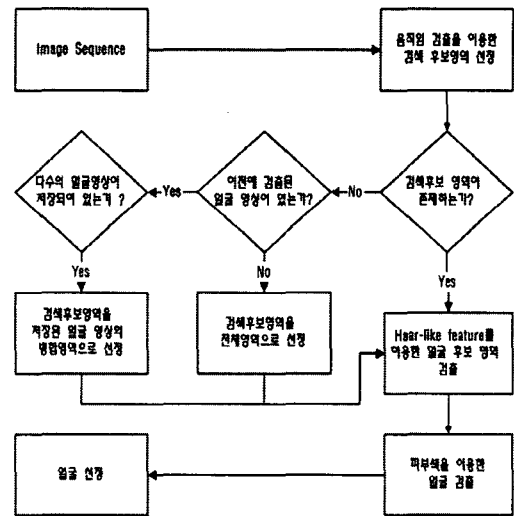 Image Sequence
움직임 검출을 이용한
검색 후보영역 선정
다수의 얼굴영상이
저장되어 있는가 ?
Yes
이전에 검출된
얼굴 영상이 있는가?
No
검색후보 영역이
존재하는가?
Yes
No
Yes
검색후보영역을
저장된 얼굴 영상의
병합영역으로 선정
검색후보영역을
전체영역으로 선정
Haar-like feature를
이용한 얼굴 후보 영역
검출
얼굴 선정
피부색을 이용한
얼굴 검출